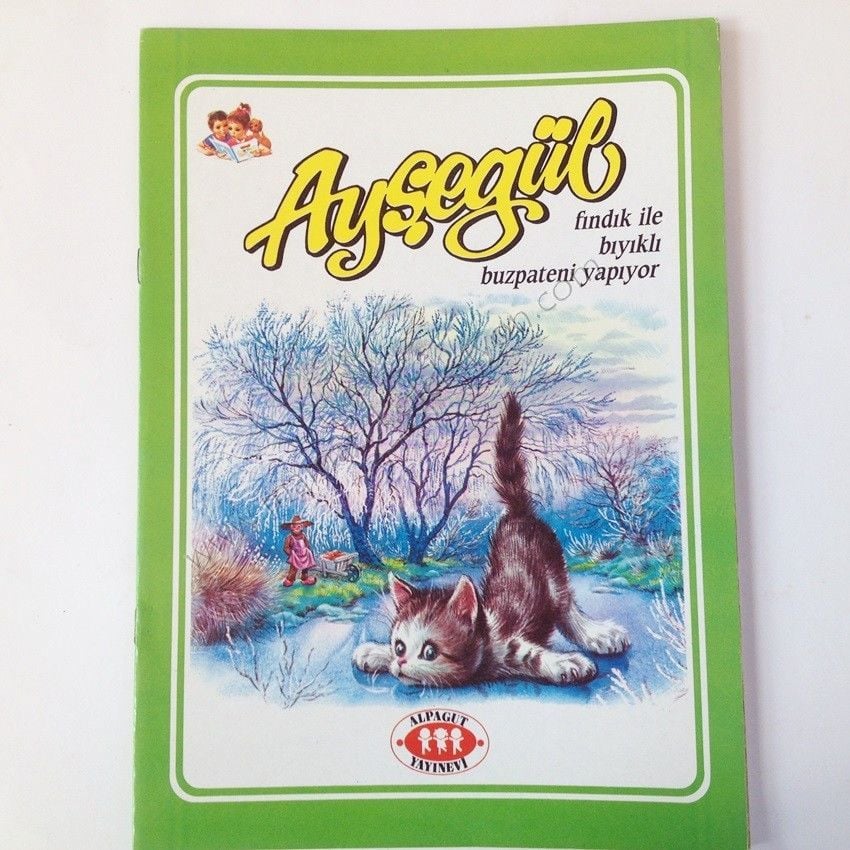 Ayşegül
fındık ile
bıyıklı
buzpateni yapıyor
ALPAGUT
YAYINEVİ